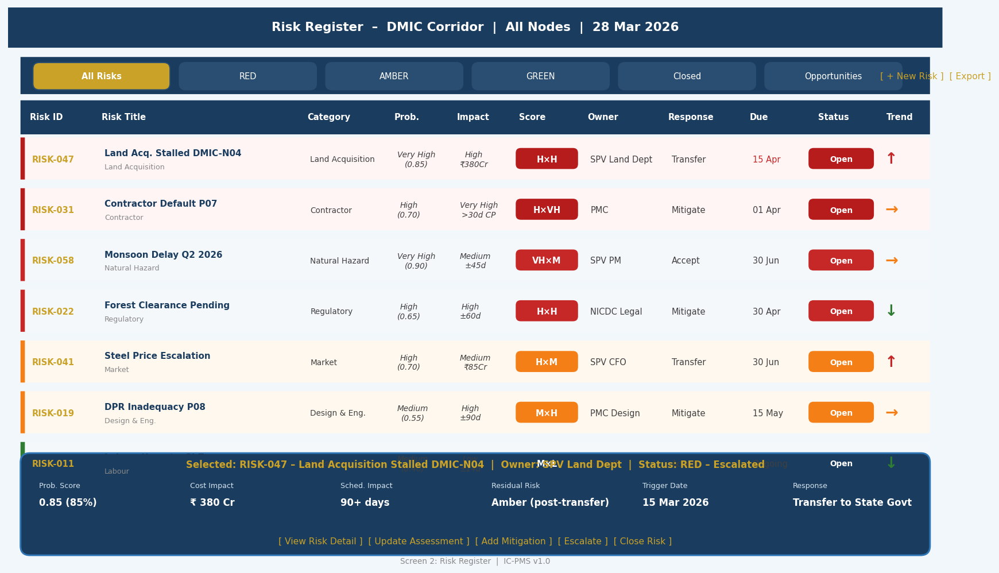 Risk Register – DMIC Corridor | All Nodes | 28 Mar 2026
All Risks RED AMBER GREEN Closed Opportunities [ + New Risk ] [ Export ]
Risk ID Risk Title Category Prob. Impact Score Owner Response Due Status Trend
RISK-047 Land Acq. Stalled DMIC-N04 Land Acquisition Very High High H×H SPV Land Dept Transfer 15 Apr Open ↑
Land Acquisition (0.85) ₹380Cr
RISK-031 Contractor Default P07 Contractor High Very High H×VH PMC Mitigate 01 Apr Open →
Contractor (0.70) >30d CP
RISK-058 Monsoon Delay Q2 2026 Natural Hazard Very High Medium VH×M SPV PM Accept 30 Jun Open →
Natural Hazard (0.90) ±45d
RISK-022 Forest Clearance Pending Regulatory High High H×H NICDC Legal Mitigate 30 Apr Open ↓
Regulatory (0.65) ±60d
RISK-041 Steel Price Escalation Market High Medium H×M SPV CFO Transfer 30 Jun Open ↑
Market (0.70) ₹85Cr
RISK-019 DPR Inadequacy P08 Design & Eng. Medium High M×H PMC Design Mitigate 15 May Open →
Design & Eng. (0.55) ±90d
RISK-011 M×L Open ↓
Labour
Selected: RISK-047 – Land Acquisition Stalled DMIC-N04 | Owner: SPV Land Dept | Status: RED – Escalated
Prob. Score Cost Impact Sched. Impact Residual Risk Trigger Date Response
0.85 (85%) ₹ 380 Cr 90+ days Amber (post-transfer) 15 Mar 2026 Transfer to State Govt
[ View Risk Detail ] [ Update Assessment ] [ Add Mitigation ] [ Escalate ] [ Close Risk ]
Screen 2: Risk Register | IC-PMS v1.0